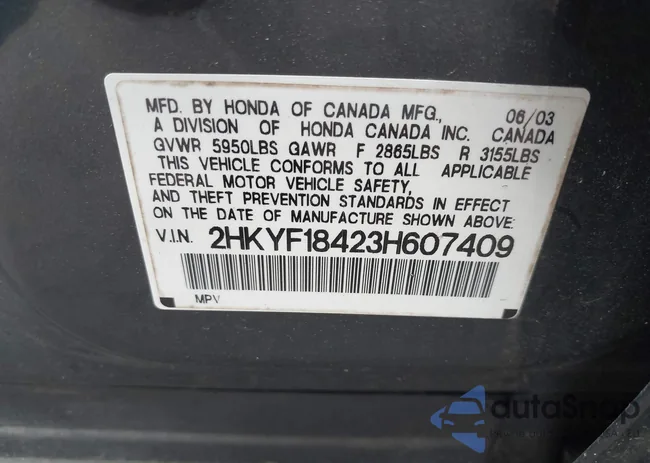 MFD. BY HONDA OF CANADA MFG., 06/03
A DIVISION OF HONDA CANADA INC. CANADA
GVWR 5950LBS GAWR F 2865LBS R 3155LBS
THIS VEHICLE CONFORMS TO ALL APPLICABLE
FEDERAL MOTOR VEHICLE SAFETY,
AND THEFT PREVENTION STANDARDS IN EFFECT
ON THE DATE OF MANUFACTURE SHOWN ABOVE.
V.I.N. 2HKYF18423H607409
MPV
autoSnap